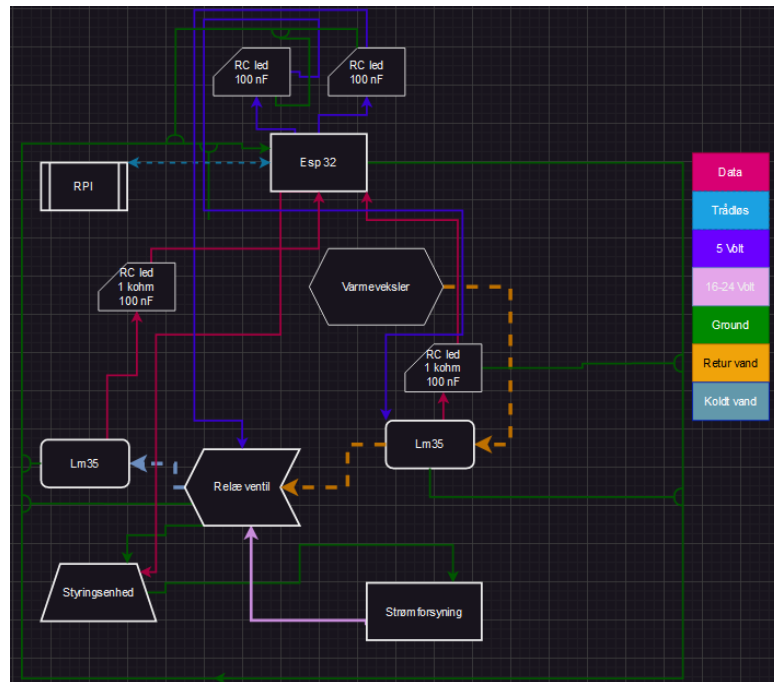 RC led
100 nF
RC led
100 nF
Esp 32
RPI
Data
Trådløs
5 Volt
16-24 Volt
Ground
Retur vand
Koldt vand
RC led
1 kohm
100 nF
Varmeveksler
RC led
1 kohm
100 nF
Lm35
Lm35
Relæ ventil
Styringsenhed
Strømforsyning